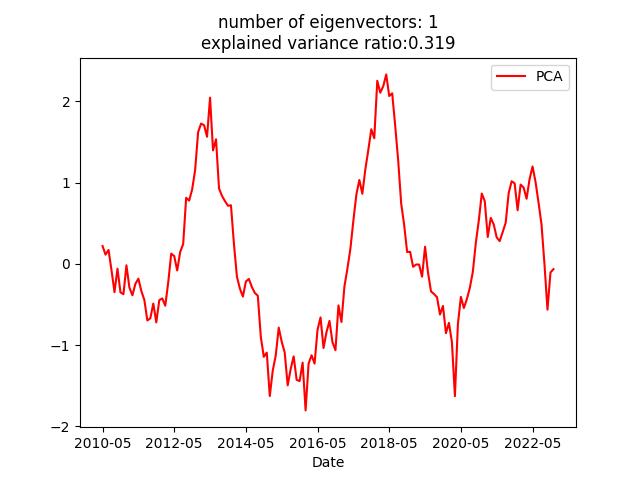 number of eigenvectors: 1
explained variance ratio:0.319
PCA
2
1
0
−1
−2
2010-05 2012-05 2014-05 2016-05 2018-05 2020-05 2022-05
Date